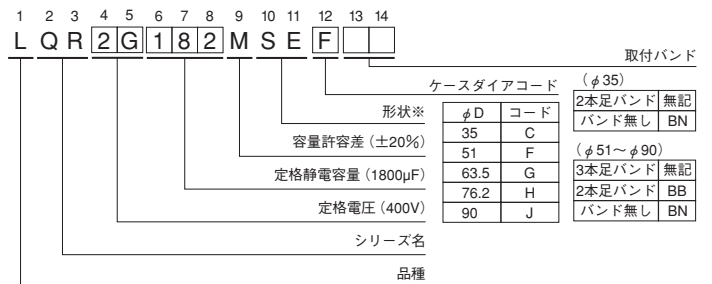 1 2 3 4 5 6 7 8 9 10 11 12 13 14
L Q R 2 G 1 8 2 M S E F
取付バンド
ケースダイアコード
(φ35)
2本足バンド 無記
バンド無し BN
形状※
φD コード
35 C
51 F
63.5 G
76.2 H
90 J
容量許容差(±20%)
(φ51〜φ90)
3本足バンド 無記
2本足バンド BB
バンド無し BN
定格静電容量(1800µF)
定格電圧(400V)
シリーズ名
品種